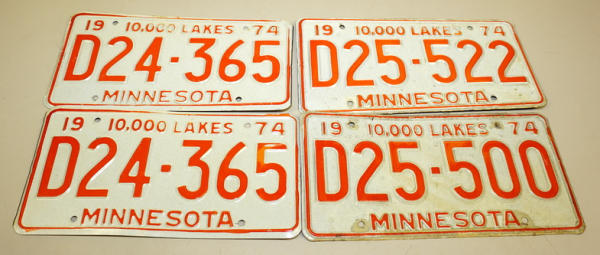 19 10,000 LAKES 74
D24-365
MINNESOTA
19 10,000 LAKES 74
D25-522
MINNESOTA
19 10,000 LAKES 74
D24-365
MINNESOTA
19 10,000 LAKES 74
D25-500
MINNESOTA